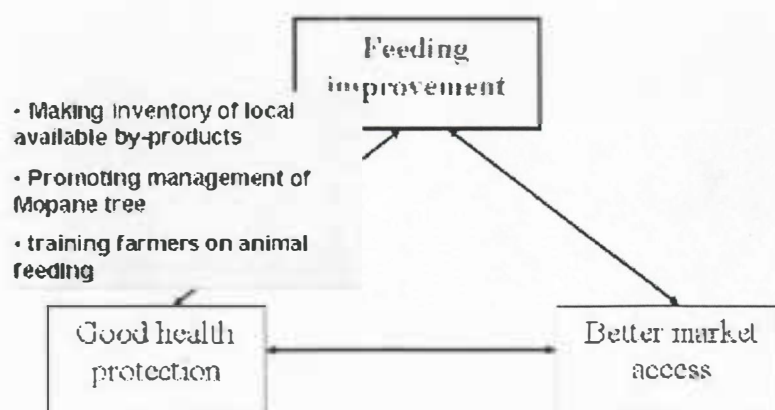 Feeding
improvement
• Making inventory of local
available by-products
• Promoting management of
Mopane tree
• training farmers on animal
feeding
Good health
protection
Better market
access